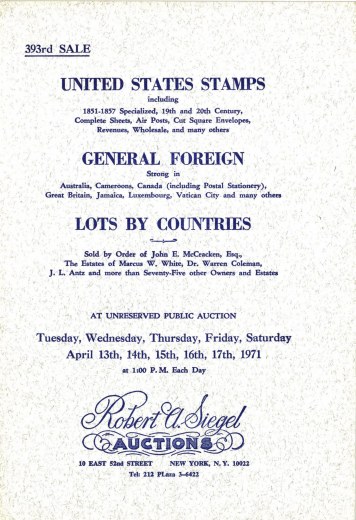 393rd SALE
UNITED STATES STAMPS
including
1851-1857 Specialized, 19th and 20th Century,
Complete Sheets, Air Posts, Cut Square Envelopes,
Revenues, Wholesale, and many others
GENERAL FOREIGN
Strong in
Australia, Cameroons, Canada (including Postal Stationery),
Great Britain, Jamaica, Luxembourg, Vatican City and many others
LOTS BY COUNTRIES
Sold by Order of John E. McCracken, Esq.,
The Estates of Marcus W. White, Dr. Warren Coleman,
J. L. Antz and more than Seventy-Five other Owners and Estates
AT UNRESERVED PUBLIC AUCTION
Tuesday, Wednesday, Thursday, Friday, Saturday
April 13th, 14th, 15th, 16th, 17th, 1971
at 1:00 P.M. Each Day
Robert A. Siegel
AUCTIONS
10 EAST 52nd STREET NEW YORK, N. Y. 10022
Tel: 212 PLaza 3-6422